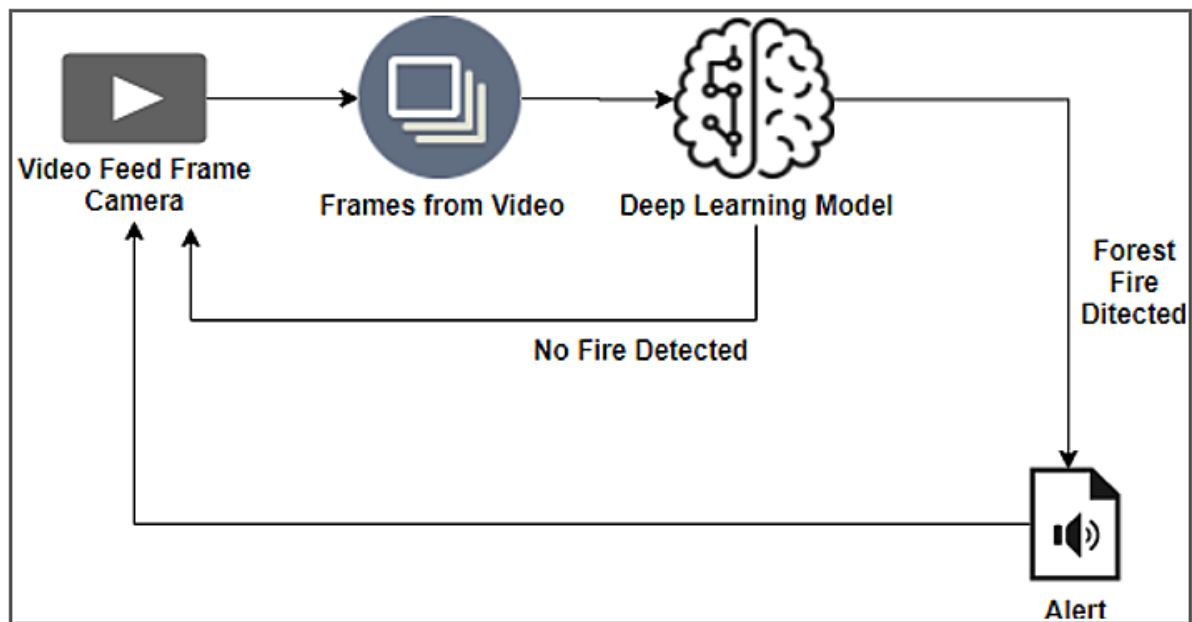 Video Feed Frame
Camera
Frames from Video
Deep Learning Model
Forest
Fire
Ditected
No Fire Detected
Alert